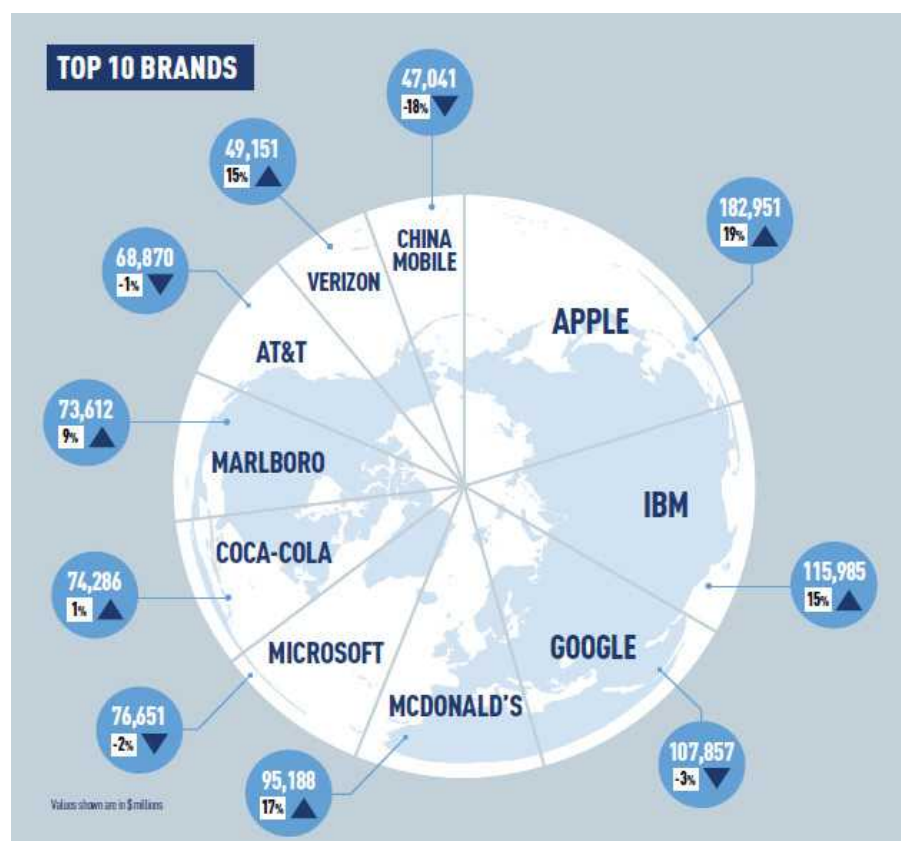 TOP 10 BRANDS
47,041
-18%
49,151
15%
182,951
19%
CHINA
MOBILE
68,870
-1%
VERIZON
APPLE
AT&T
73,612
9%
MARLBORO
IBM
COCA-COLA
74,286
1%
115,985
15%
GOOGLE
MICROSOFT
MCDONALD'S
76,651
-2%
107,857
-3%
95,188
17%
Values shown are in $ millions